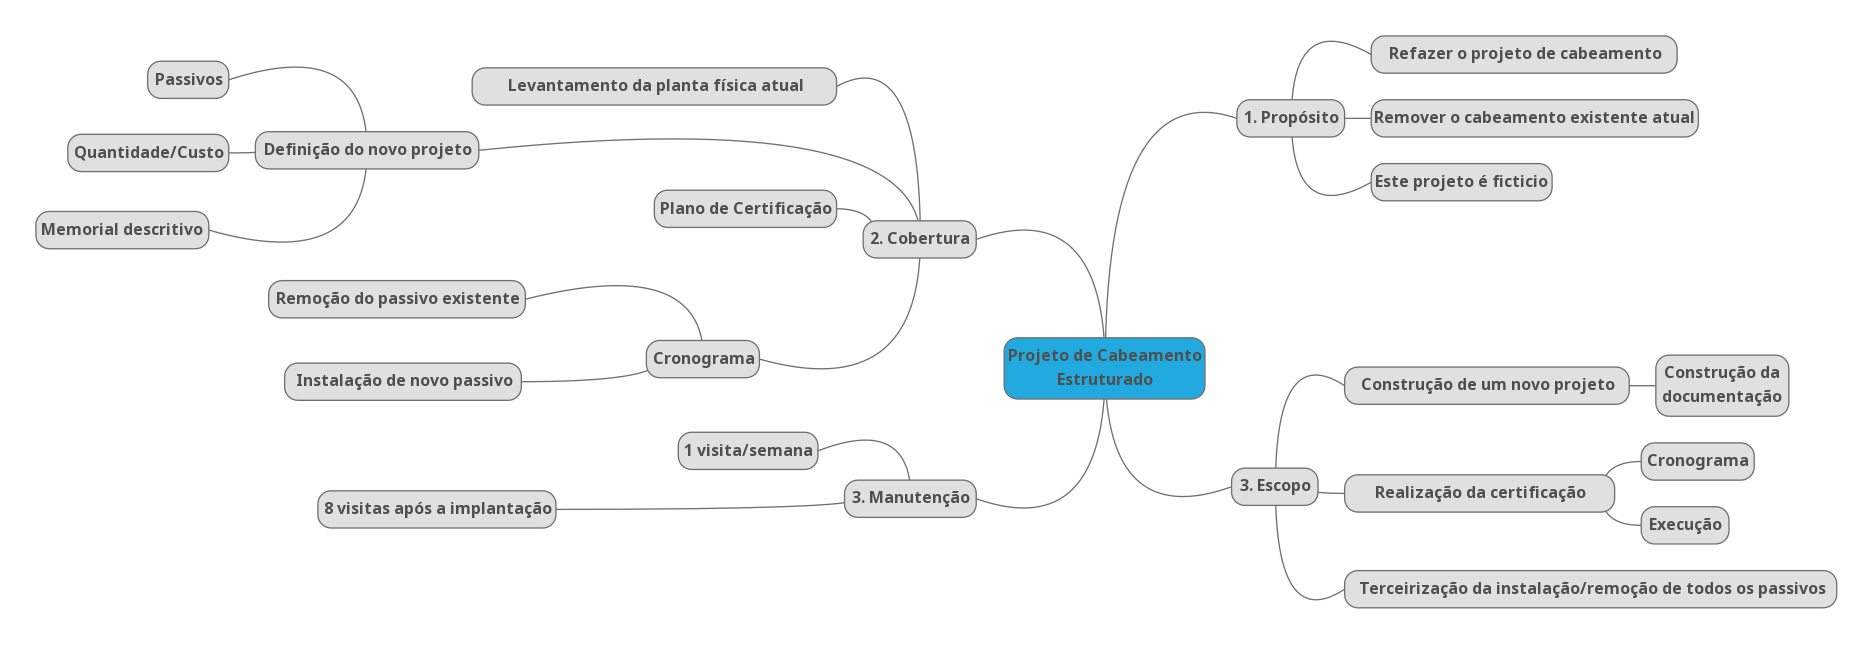 Projeto de Cabeamento
Estruturado
1. Propósito
Refazer o projeto de cabeamento
Remover o cabeamento existente atual
Este projeto é ficticio
2. Cobertura
Levantamento da planta física atual
Definição do novo projeto
Passivos
Quantidade/Custo
Memorial descritivo
Plano de Certificação
Cronograma
Remoção do passivo existente
Instalação de novo passivo
3. Manutenção
1 visita/semana
8 visitas após a implantação
3. Escopo
Construção de um novo projeto
Construção da
documentação
Realização da certificação
Cronograma
Execução
Terceirização da instalação/remoção de todos os passivos